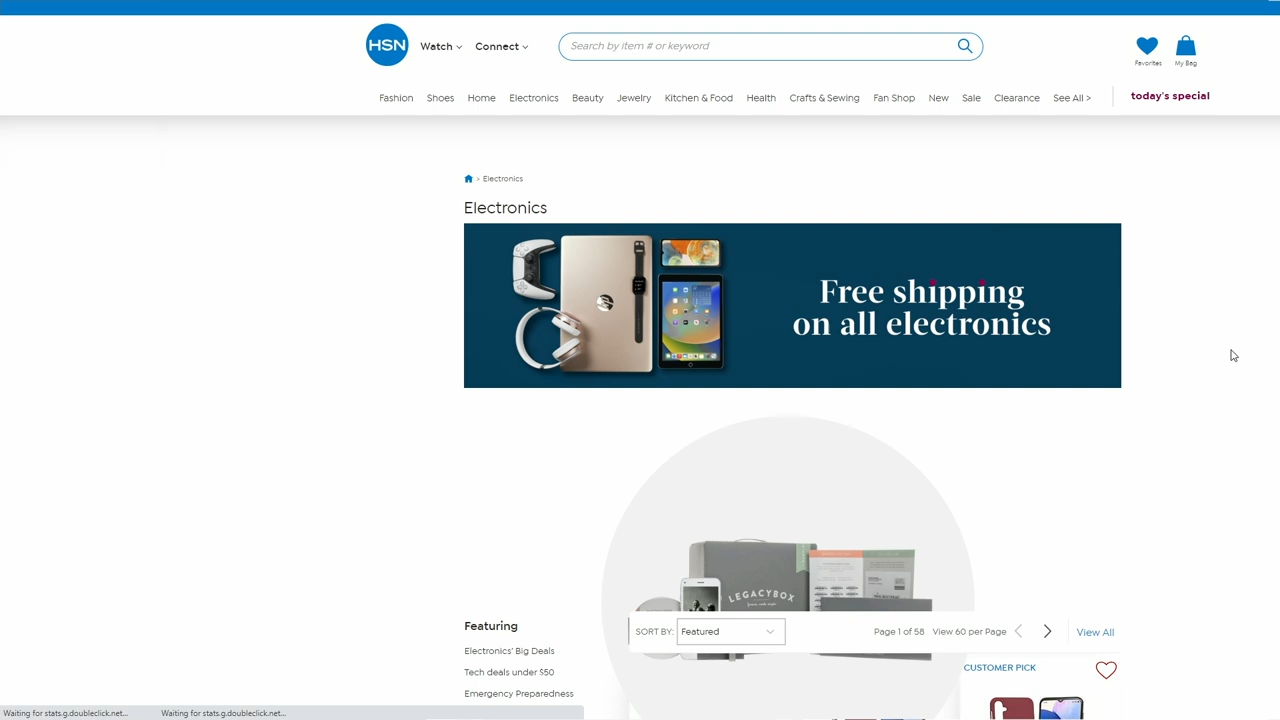 HSN
Watch
Connect
Search by item # or keyword
Favorites
My Bag
Fashion Shoes Home Electronics Beauty Jewelry Kitchen & Food Health Crafts & Sewing Fan Shop New Sale Clearance See All >
today's special
> Electronics
Electronics
Free shipping
on all electronics
LEGACYBOX
Featuring
SORT BY: Featured
Page 1 of 58 View 60 per Page
View All
Electronics' Big Deals
Tech deals under $50
Emergency Preparedness
CUSTOMER PICK
Waiting for stats.g.doubleclick.net...
Waiting for stats.g.doubleclick.net...